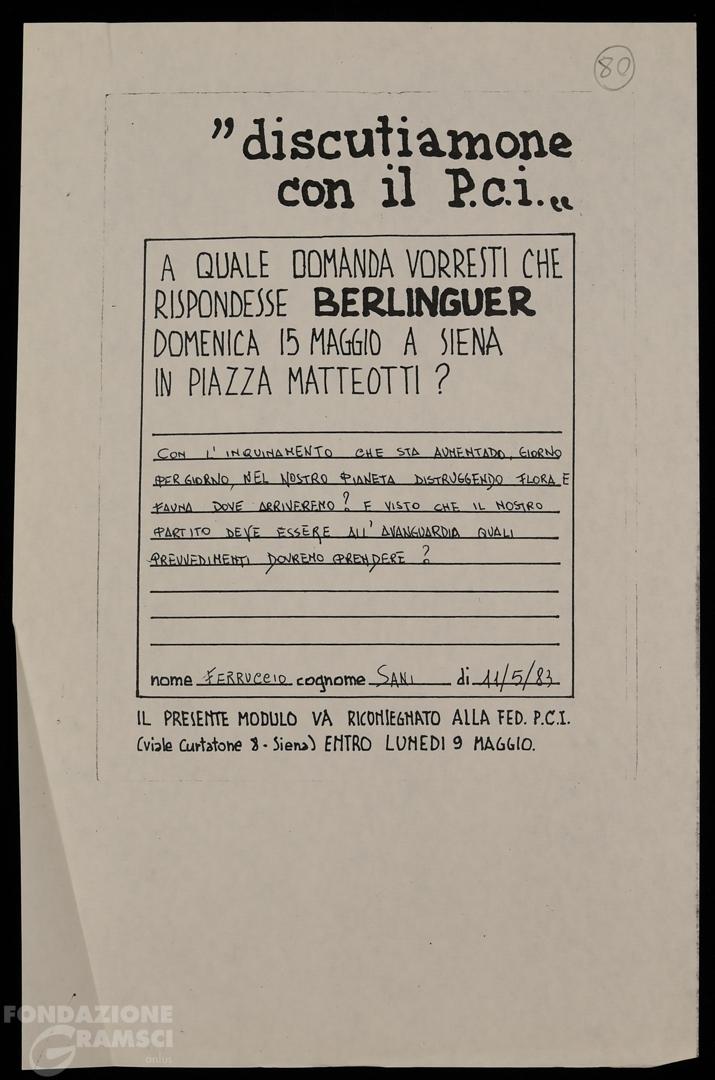 80
"discutiamone
con il P.c.i.„
A QUALE DOMANDA VORRESTI CHE
RISPONDESSE BERLINGUER
DOMENICA 15 MAGGIO A SIENA
IN PIAZZA MATTEOTTI ?
CON L'INQUINAMENTO CHE STA AUMENTADO, GIORNO
PER GIORNO, NEL NOSTRO PIANETA DISTRUGGENDO FLORA E
FAUNA DOVE ARRIVEREMO? E VISTO CHE IL NOSTRO
PARTITO DEVE ESSERE ALL'AVANGUARDIA QUALI
PREVVEDIMENTI DOVREMO PRENDERE?
nome FERRUCCIO cognome SANI di 11/5/83
IL PRESENTE MODULO VA RICONSEGNATO ALLA FED. P.C.I.
(viale Curtatone 8 - Siena) ENTRO LUNEDI 9 MAGGIO.
FONDAZIONE
GRAMSCI
onlus